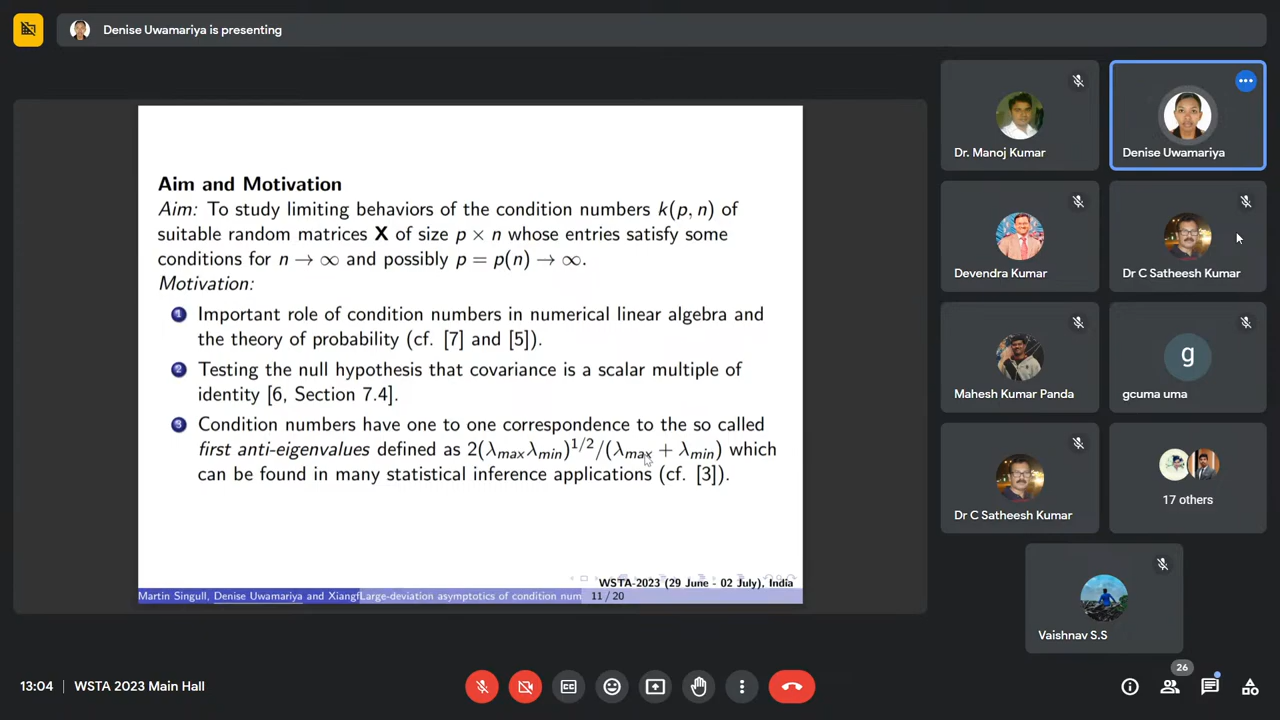 Denise Uwamariya is presenting
Aim and Motivation
Aim: To study limiting behaviors of the condition numbers k(p, n) of
suitable random matrices X of size p × n whose entries satisfy some
conditions for n → ∞ and possibly p = p(n) → ∞.
Motivation:
1 Important role of condition numbers in numerical linear algebra and
the theory of probability (cf. [7] and [5]).
2 Testing the null hypothesis that covariance is a scalar multiple of
identity [6, Section 7.4].
3 Condition numbers have one to one correspondence to the so called
first anti-eigenvalues defined as 2(λmaxλmin)^1/2/(λmax + λmin) which
can be found in many statistical inference applications (cf. [3]).
WSTA-2023 (29 June - 02 July), India
Martin Singull, Denise Uwamariya and Xiangf Large-deviation asymptotics of condition num 11 / 20
Dr. Manoj Kumar
Denise Uwamariya
Devendra Kumar
Dr C Satheesh Kumar
Mahesh Kumar Panda
g
gcuma uma
Dr C Satheesh Kumar
17 others
Vaishnav S.S
13:04 | WSTA 2023 Main Hall
26